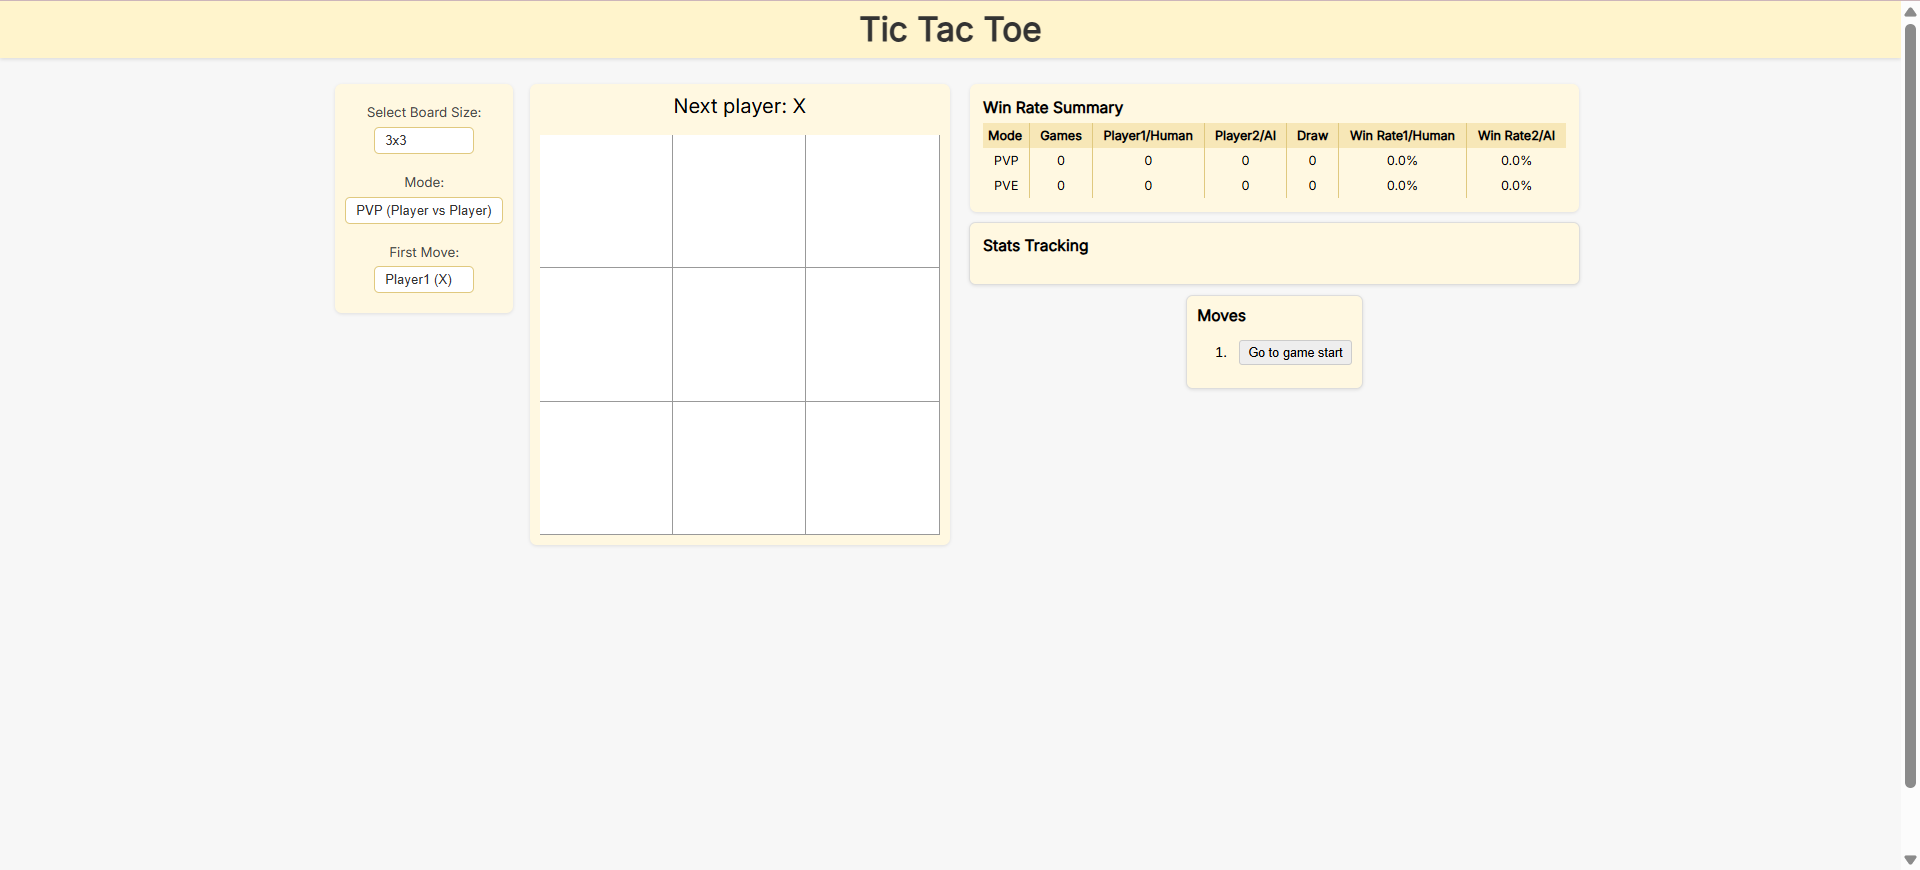 Tic Tac Toe
Select Board Size:
3x3
Mode:
PVP (Player vs Player)
First Move:
Player1 (X)
Next player: X
Win Rate Summary
Mode Games Player1/Human Player2/AI Draw Win Rate1/Human Win Rate2/AI
PVP 0 0 0 0 0.0% 0.0%
PVE 0 0 0 0 0.0% 0.0%
Stats Tracking
Moves
1. Go to game start